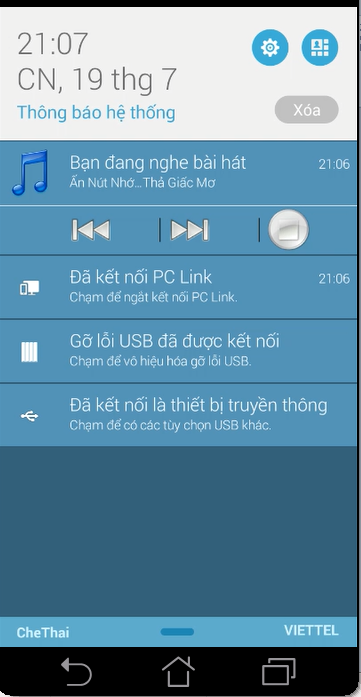 21:07
CN, 19 thg 7
Thông báo hệ thống
Xóa
Bạn đang nghe bài hát
21:06
Ấn Nút Nhớ...Thả Giấc Mơ
Đã kết nối PC Link
21:06
Chạm để ngắt kết nối PC Link.
Gỡ lỗi USB đã được kết nối
Chạm để vô hiệu hóa gỡ lỗi USB.
Đã kết nối là thiết bị truyền thông
Chạm để có các tùy chọn USB khác.
CheThai
VIETTEL